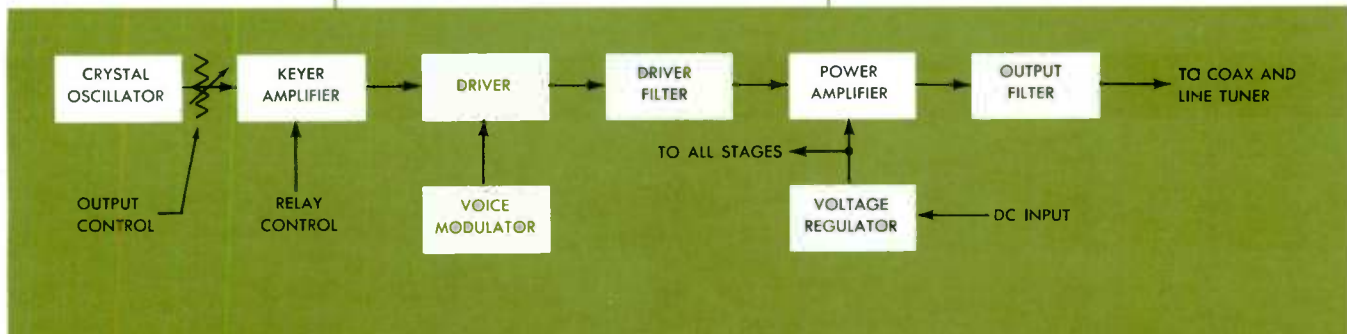 CRYSTAL
OSCILLATOR
KEYER
AMPLIFIER
DRIVER
DRIVER
FILTER
POWER
AMPLIFIER
OUTPUT
FILTER
TO COAX AND
LINE TUNER
TO ALL STAGES
OUTPUT
CONTROL
RELAY
CONTROL
VOICE
MODULATOR
VOLTAGE
REGULATOR
DC INPUT